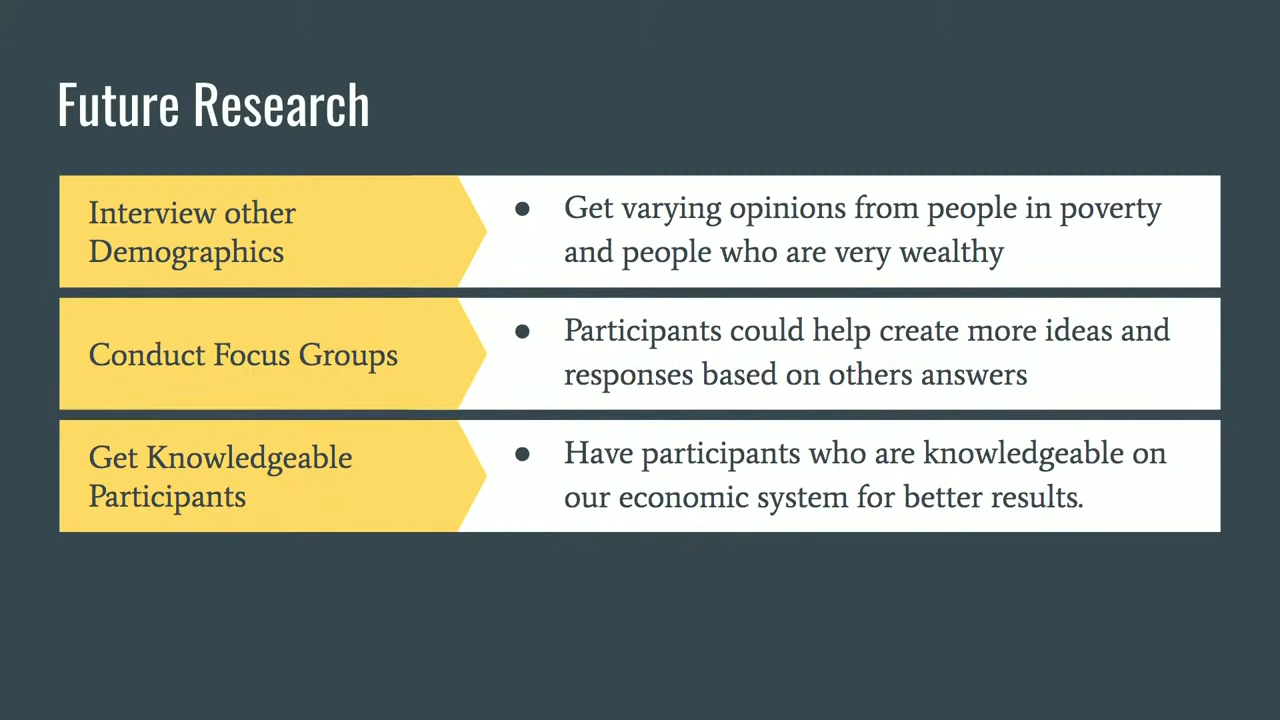 Future Research
Interview other
Demographics
● Get varying opinions from people in poverty
and people who are very wealthy
Conduct Focus Groups
● Participants could help create more ideas and
responses based on others answers
Get Knowledgeable
Participants
● Have participants who are knowledgeable on
our economic system for better results.